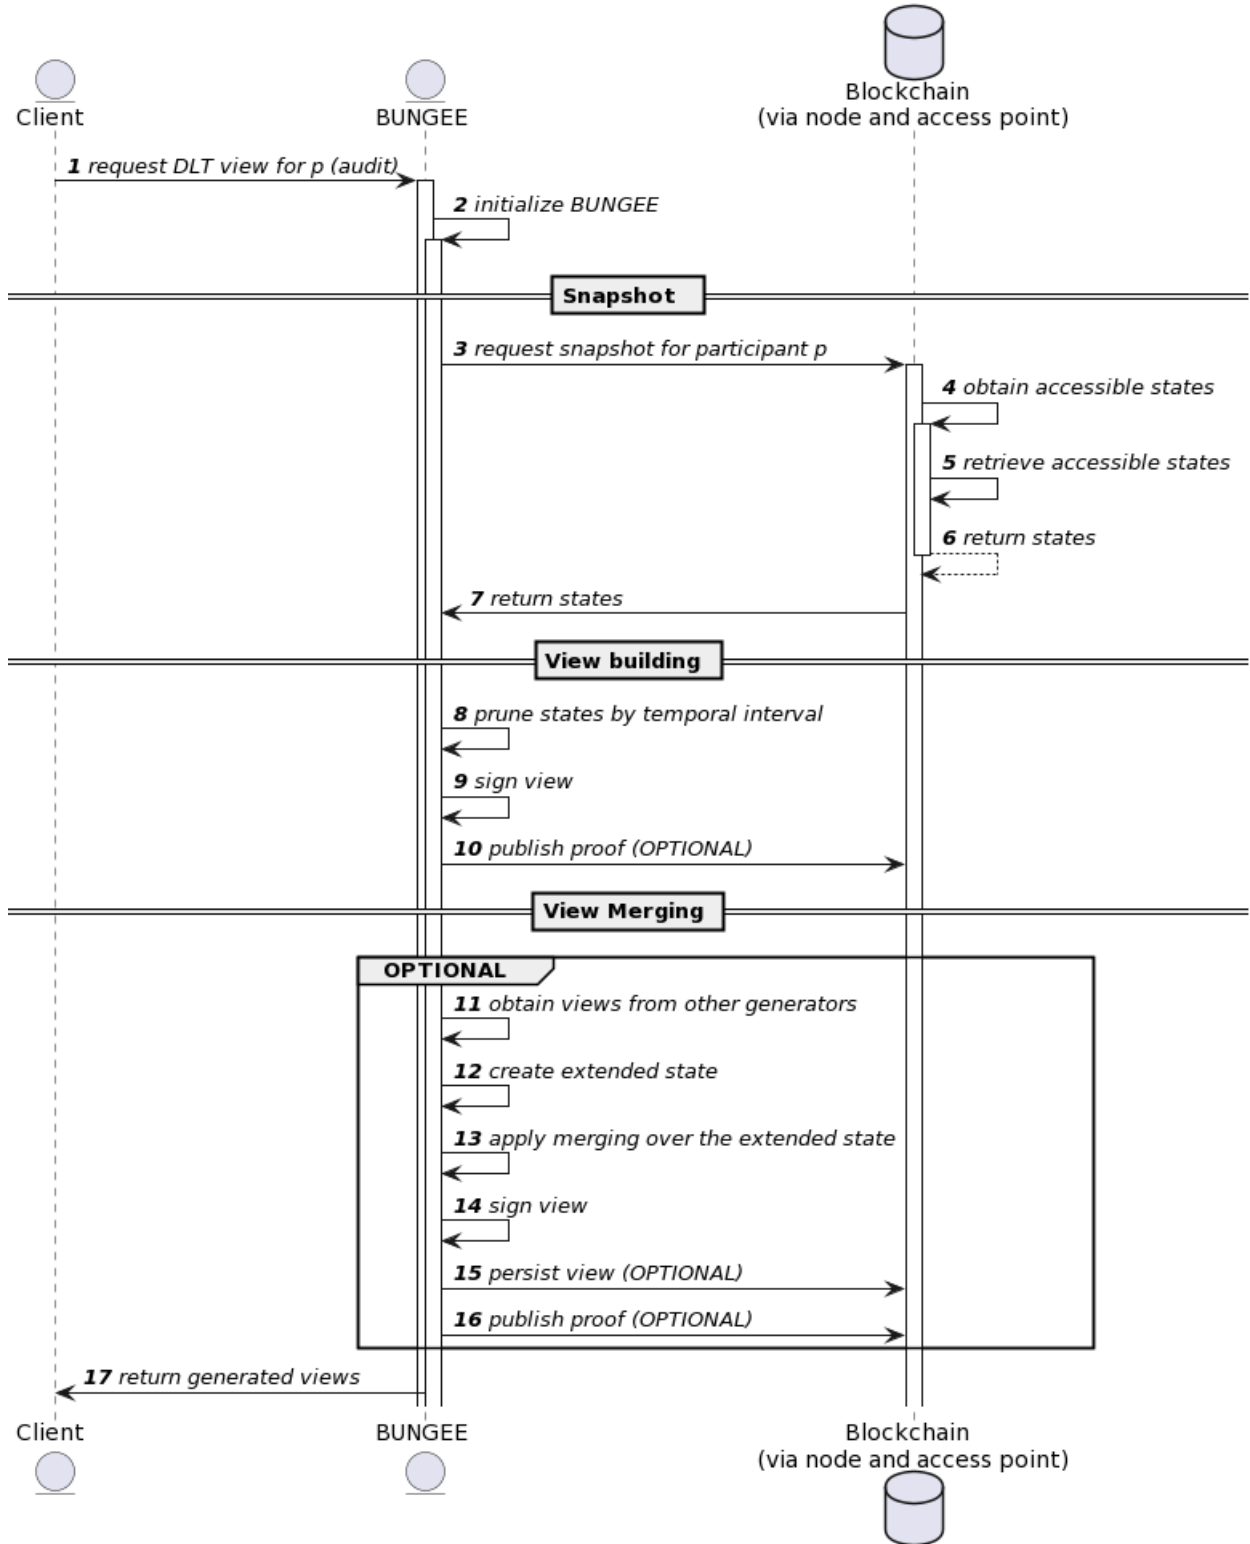 Client
BUNGEE
Blockchain
(via node and access point)
1 request DLT view for p (audit)
2 initialize BUNGEE
Snapshot
3 request snapshot for participant p
4 obtain accessible states
5 retrieve accessible states
6 return states
7 return states
View building
8 prune states by temporal interval
9 sign view
10 publish proof (OPTIONAL)
View Merging
OPTIONAL
11 obtain views from other generators
12 create extended state
13 apply merging over the extended state
14 sign view
15 persist view (OPTIONAL)
16 publish proof (OPTIONAL)
17 return generated views
Client
BUNGEE
Blockchain
(via node and access point)